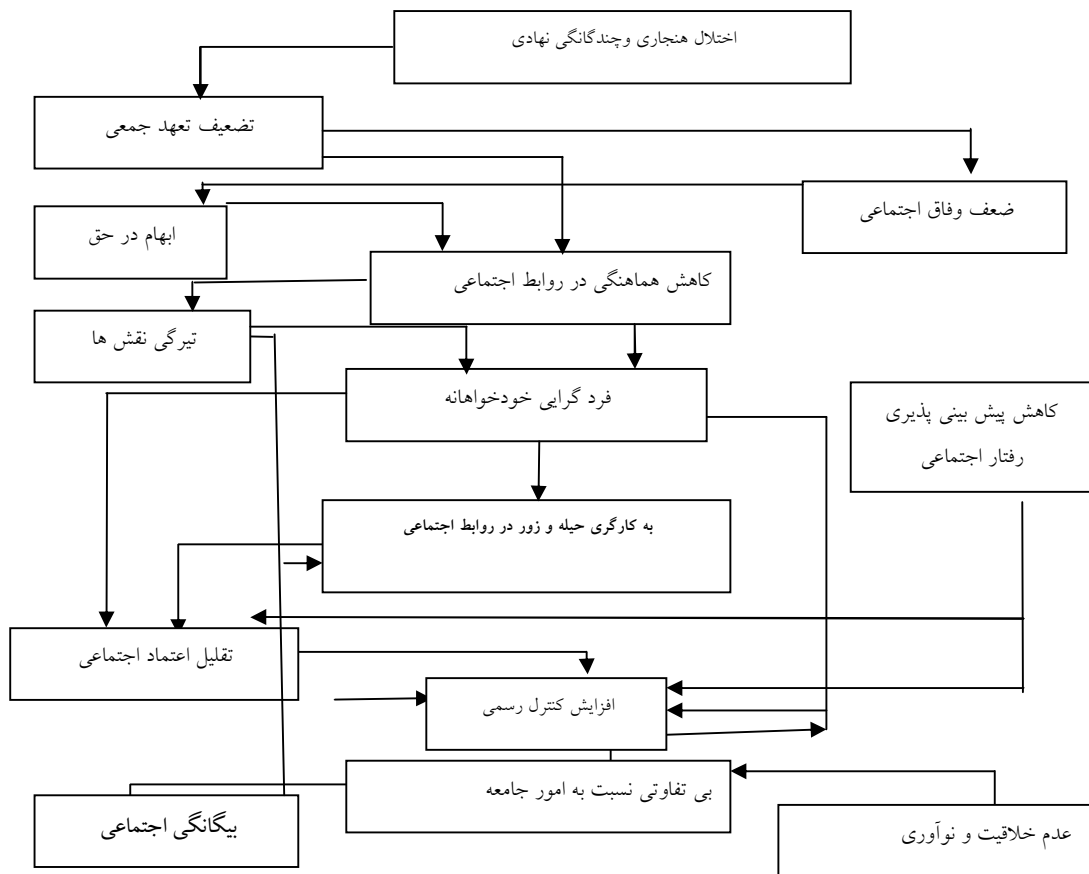 اختلال هنجاری وچندگانگی نهادی
تضعیف تعهد جمعی
ضعف وفاق اجتماعی
ابهام در حق
کاهش هماهنگی در روابط اجتماعی
تیرگی نقش ها
فرد گرایی خودخواهانه
کاهش پیش بینی پذیری
رفتار اجتماعی
به کارگری حیله و زور در روابط اجتماعی
تقلیل اعتماد اجتماعی
افزایش کنترل رسمی
بی تفاوتی نسبت به امور جامعه
بیگانگی اجتماعی
عدم خلاقیت و نوآوری